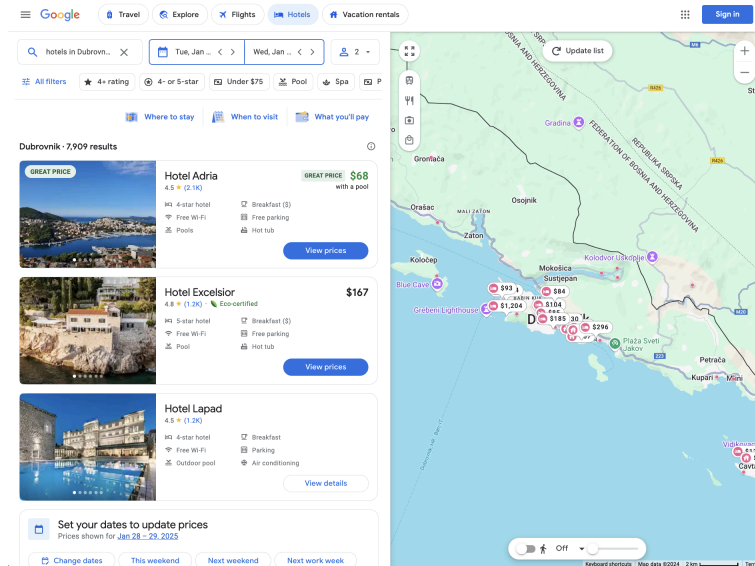 Google
Travel
Explore
Flights
Hotels
Vacation rentals
Sign in
hotels in Dubrovn...
Tue, Jan ...
Wed, Jan ...
2
All filters
4+ rating
4- or 5-star
Under $75
Pool
Spa
P
Where to stay
When to visit
What you'll pay
Dubrovnik · 7,909 results
GREAT PRICE
Hotel Adria
GREAT PRICE $68
with a pool
4.5 ★ (2.1K)
4-star hotel
Breakfast ($)
Free Wi-Fi
Free parking
Pools
Hot tub
View prices
Hotel Excelsior
$167
4.8 ★ (1.2K) · Eco-certified
5-star hotel
Breakfast ($)
Free Wi-Fi
Free parking
Pool
Hot tub
View prices
Hotel Lapad
4.5 ★ (1.2K)
4-star hotel
Breakfast
Free Wi-Fi
Parking
Outdoor pool
Air conditioning
View details
Set your dates to update prices
Prices shown for Jan 28 – 29, 2025
Change dates
This weekend
Next weekend
Next work week
Update list
BOSNIA AND HERZEGOVINA
M6
R426
Gradina
FEDERATION OF BOSNIA AND HERZEGOVINA
REPUBLIKA SRPSKA
R426
Gromača
Osojnik
Orašac
MALI ZATON
Zaton
Koločep
Kolodvor Uskoplje
Mokošica
Sustjepan
Blue Cave
$93
$84
Grebeni Lighthouse
$1,204
$104
$185
30
$296
Plaža Sveti
Jakov
M20
223
Petrača
Kupari
Mlini
Off
Keyboard shortcuts
Map data ©2024
2 km